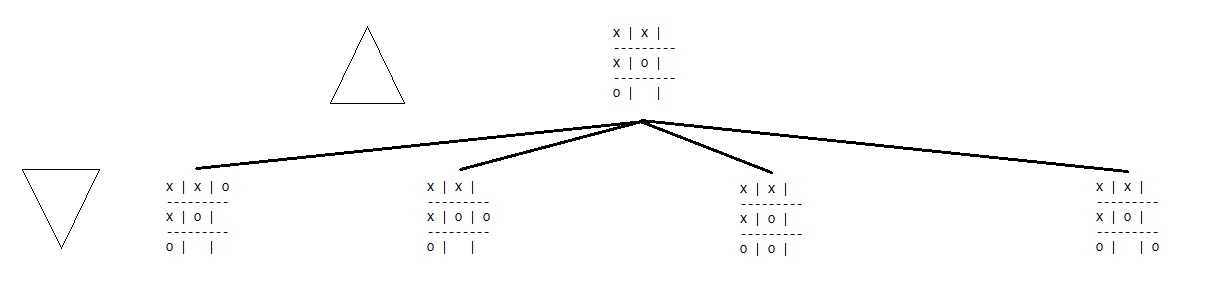 x | x |
---------
x | o |
---------
o |   |
x | x | o
---------
x | o |
---------
o |   |
x | x |
---------
x | o | o
---------
o |   |
x | x |
---------
x | o |
---------
o | o |
x | x |
---------
x | o |
---------
o |   | o